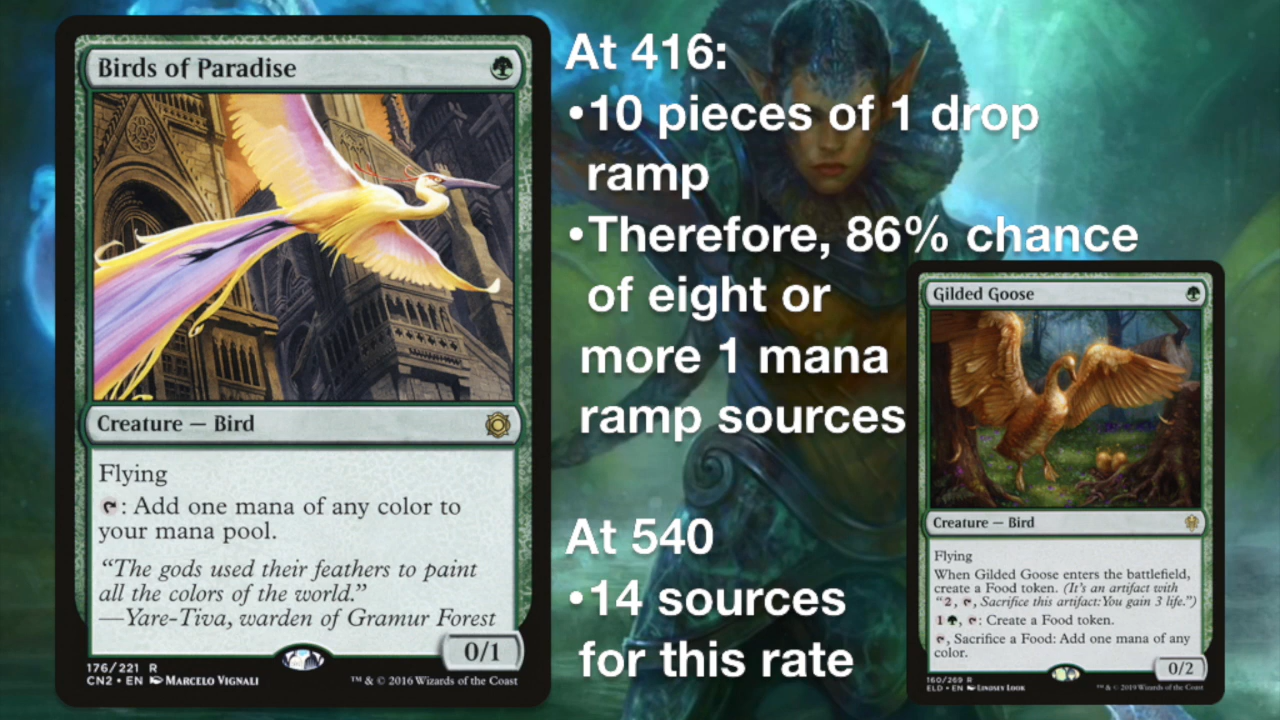 Birds of Paradise
Creature — Bird
Flying
: Add one mana of any color to
your mana pool.
“The gods used their feathers to paint
all the colors of the world.”
—Yare-Tiva, warden of Gramur Forest
0/1
176/221 R
CN2 • EN MARCELO VIGNALI
™ & © 2016 Wizards of the Coast
At 416:
•10 pieces of 1 drop
ramp
•Therefore, 86% chance
of eight or
more 1 mana
ramp sources
At 540
•14 sources
for this rate
Gilded Goose
Creature — Bird
Flying
When Gilded Goose enters the battlefield,
create a Food token. (It’s an artifact with
“2, , Sacrifice this artifact: You gain 3 life.”)
1 , : Create a Food token.
, Sacrifice a Food: Add one mana of any
color.
0/2
160/269 R
ELD • EN LINDSEY LOOK
™ & © 2019 Wizards of the Coast